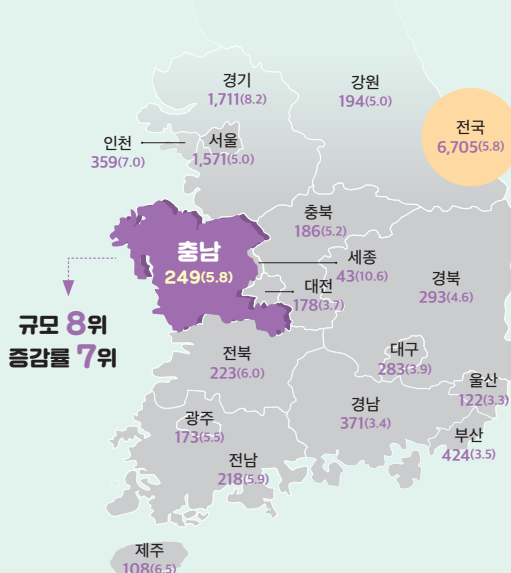 경기
1,711(8.2)
강원
194(5.0)
전국
6,705(5.8)
인천
359(7.0)
서울
1,571(5.0)
충북
186(5.2)
충남
249(5.8)
세종
43(10.6)
대전
178(3.7)
경북
293(4.6)
규모 8위
증감률 7위
전북
223(6.0)
대구
283(3.9)
울산
122(3.3)
경남
371(3.4)
광주
173(5.5)
부산
424(3.5)
전남
218(5.9)
제주
108(6.5)